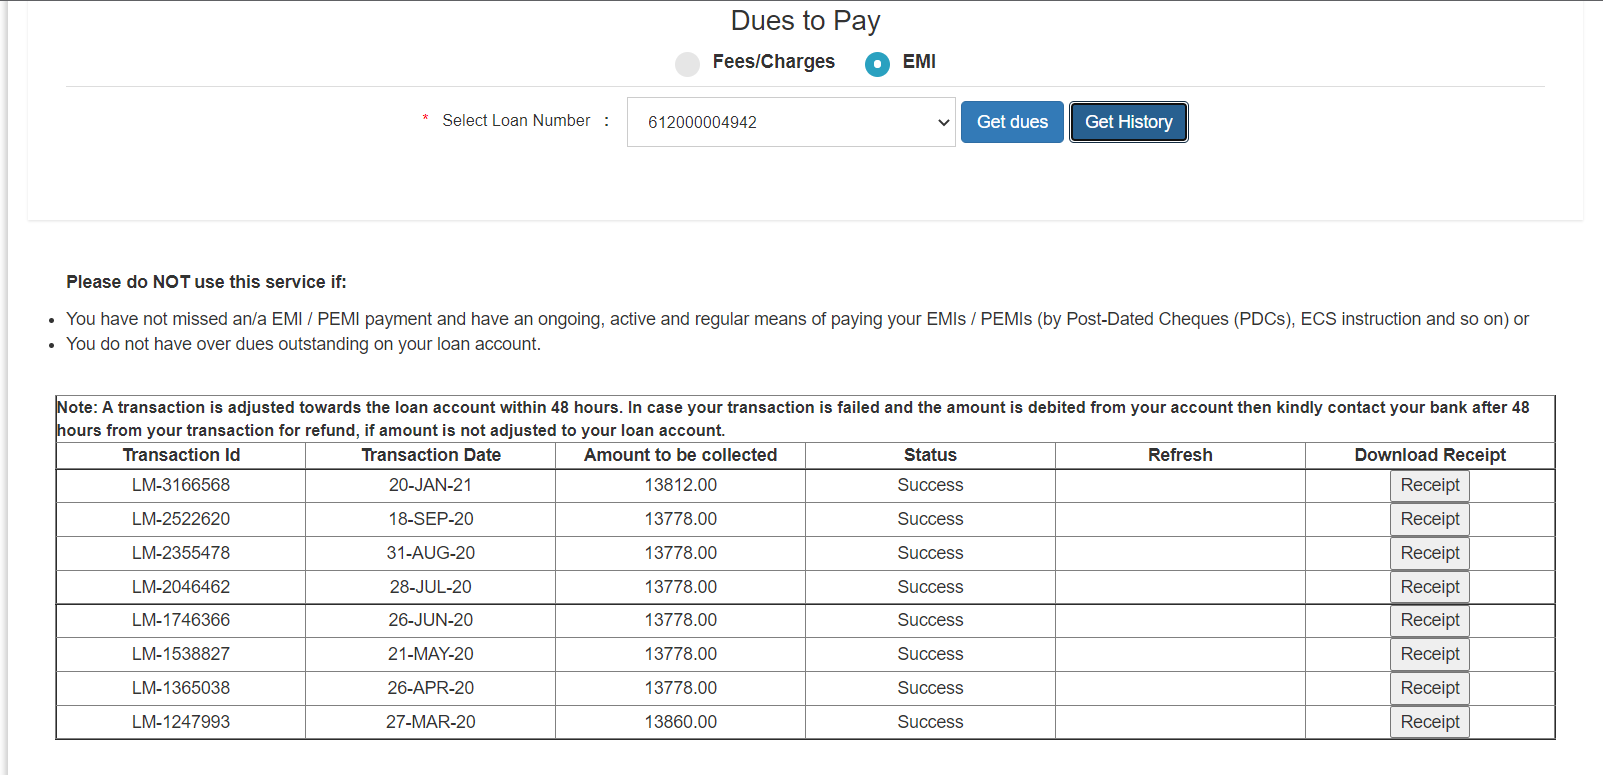 Dues to Pay
Fees/Charges EMI
* Select Loan Number : 612000004942 Get dues Get History
Please do NOT use this service if:
• You have not missed an/a EMI / PEMI payment and have an ongoing, active and regular means of paying your EMIs / PEMIs (by Post-Dated Cheques (PDCs), ECS instruction and so on) or
• You do not have over dues outstanding on your loan account.
Note: A transaction is adjusted towards the loan account within 48 hours. In case your transaction is failed and the amount is debited from your account then kindly contact your bank after 48
hours from your transaction for refund, if amount is not adjusted to your loan account.
Transaction Id Transaction Date Amount to be collected Status Refresh Download Receipt
LM-3166568 20-JAN-21 13812.00 Success Receipt
LM-2522620 18-SEP-20 13778.00 Success Receipt
LM-2355478 31-AUG-20 13778.00 Success Receipt
LM-2046462 28-JUL-20 13778.00 Success Receipt
LM-1746366 26-JUN-20 13778.00 Success Receipt
LM-1538827 21-MAY-20 13778.00 Success Receipt
LM-1365038 26-APR-20 13778.00 Success Receipt
LM-1247993 27-MAR-20 13860.00 Success Receipt